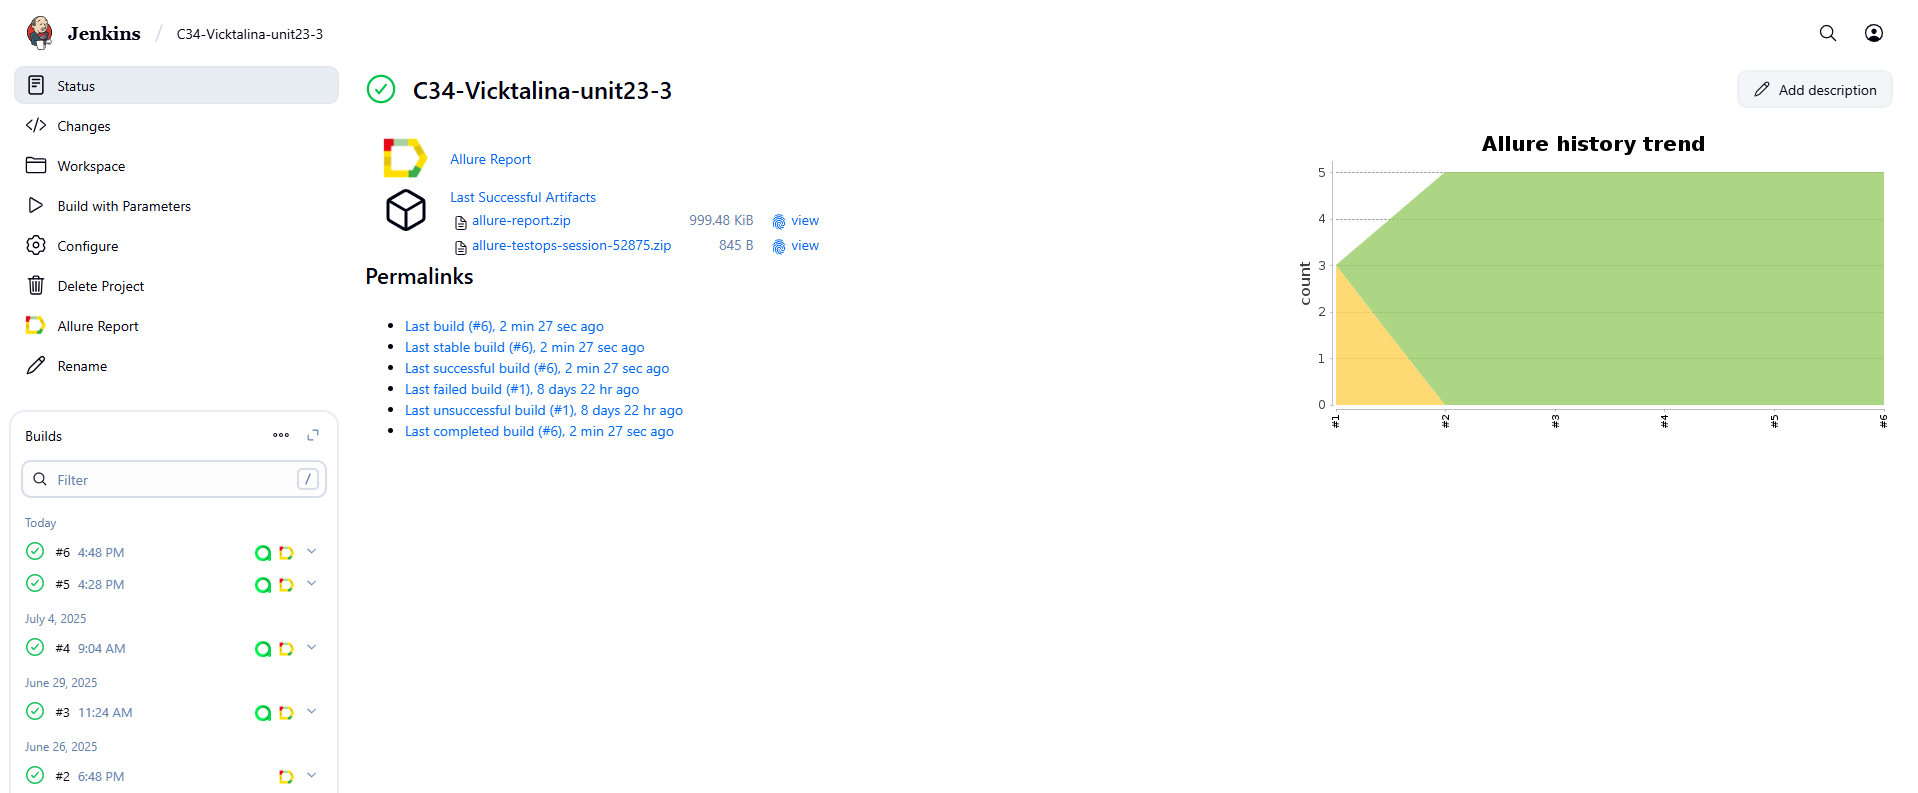 Jenkins / C34-Vicktalina-unit23-3
Status
Changes
Workspace
Build with Parameters
Configure
Delete Project
Allure Report
Rename
Builds
Filter /
Today
#6 4:48 PM
#5 4:28 PM
July 4, 2025
#4 9:04 AM
June 29, 2025
#3 11:24 AM
June 26, 2025
#2 6:48 PM
C34-Vicktalina-unit23-3
Add description
Allure Report
Last Successful Artifacts
allure-report.zip 999.48 KiB view
allure-testops-session-52875.zip 845 B view
Permalinks
Last build (#6), 2 min 27 sec ago
Last stable build (#6), 2 min 27 sec ago
Last successful build (#6), 2 min 27 sec ago
Last failed build (#1), 8 days 22 hr ago
Last unsuccessful build (#1), 8 days 22 hr ago
Last completed build (#6), 2 min 27 sec ago
Allure history trend
count
5
4
3
2
1
0
#1 #2 #3 #4 #5 #6